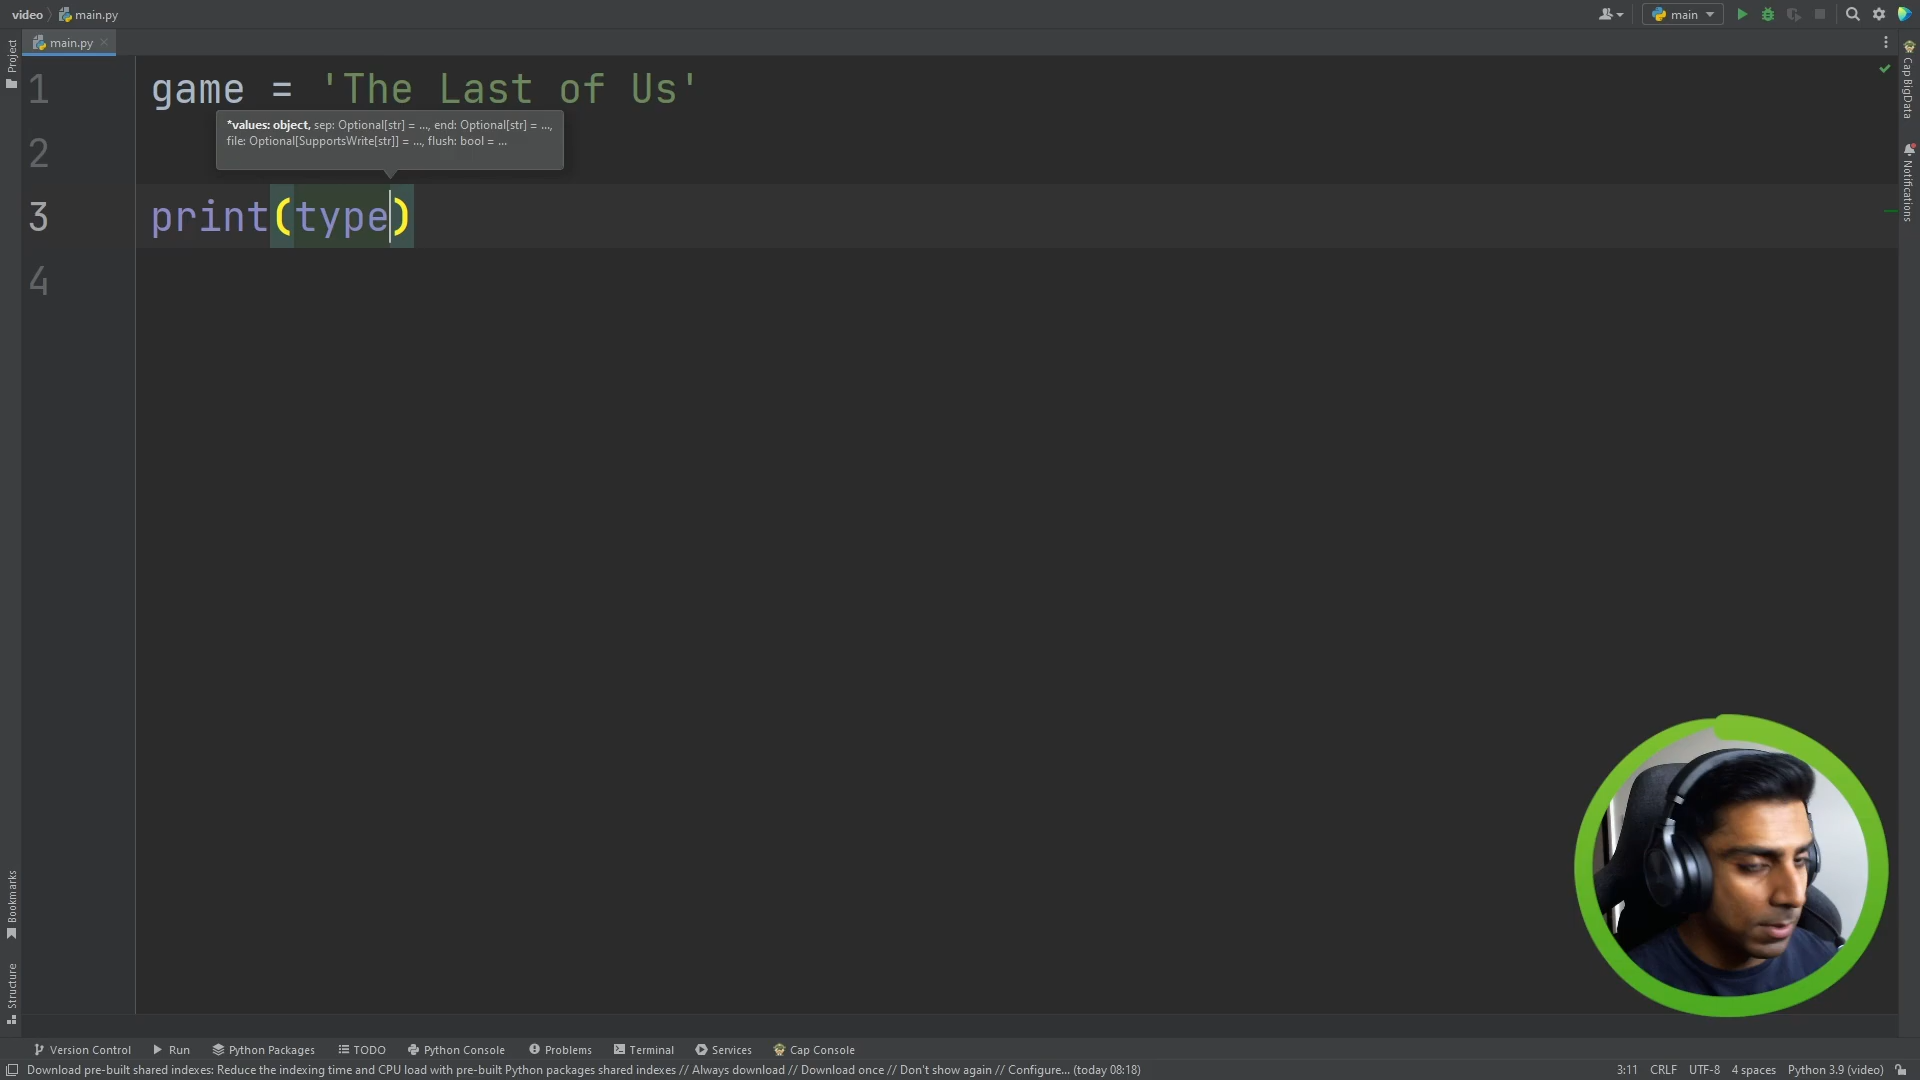 video main.py
main
main.py
Project
1 game = 'The Last of Us'
*values: object, sep: Optional[str] = ..., end: Optional[str] = ...,
file: Optional[SupportsWrite[str]] = ..., flush: bool = ...
2
3 print(type)
4
Cap BigData
Notifications
Bookmarks
Structure
Version Control Run Python Packages TODO Python Console Problems Terminal Services Cap Console
Download pre-built shared indexes: Reduce the indexing time and CPU load with pre-built Python packages shared indexes // Always download // Download once // Don't show again // Configure... (today 08:18) 3:11 CRLF UTF-8 4 spaces Python 3.9 (video)